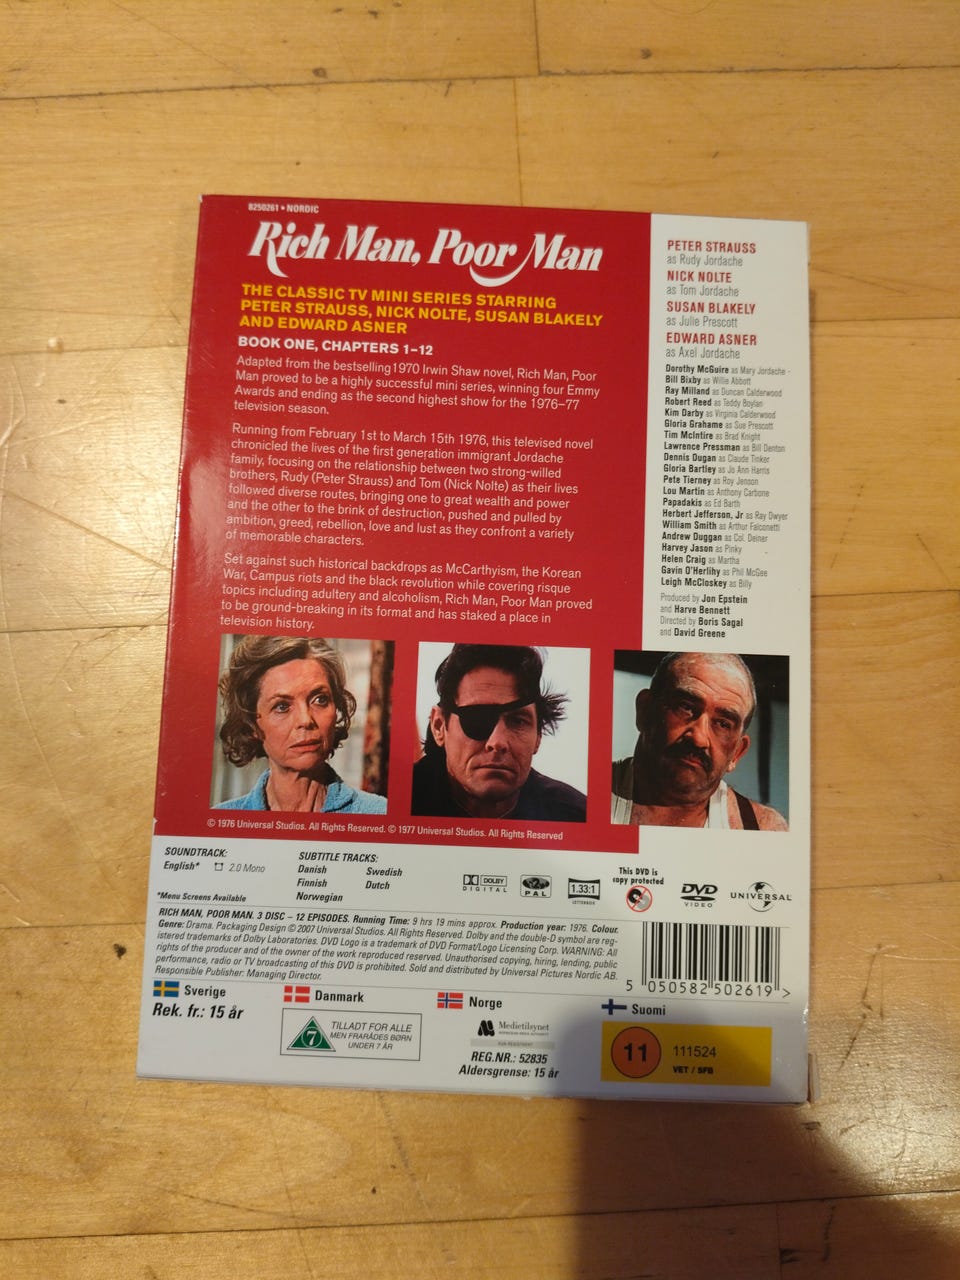 8250261 • NORDIC
Rich Man, Poor Man
THE CLASSIC TV MINI SERIES STARRING
PETER STRAUSS, NICK NOLTE, SUSAN BLAKELY
AND EDWARD ASNER
BOOK ONE, CHAPTERS 1–12
Adapted from the bestselling 1970 Irwin Shaw novel, Rich Man, Poor
Man proved to be a highly successful mini series, winning four Emmy
Awards and ending as the second highest show for the 1976–77
television season.
Running from February 1st to March 15th 1976, this televised novel
chronicled the lives of the first generation immigrant Jordache
family, focusing on the relationship between two strong-willed
brothers, Rudy (Peter Strauss) and Tom (Nick Nolte) as their lives
followed diverse routes, bringing one to great wealth and power
and the other to the brink of destruction, pushed and pulled by
ambition, greed, rebellion, love and lust as they confront a variety
of memorable characters.
Set against such historical backdrops as McCarthyism, the Korean
War, Campus riots and the black revolution while covering risque
topics including adultery and alcoholism, Rich Man, Poor Man proved
to be ground-breaking in its format and has staked a place in
television history.
PETER STRAUSS
as Rudy Jordache
NICK NOLTE
as Tom Jordache
SUSAN BLAKELY
as Julie Prescott
EDWARD ASNER
as Axel Jordache
Dorothy McGuire as Mary Jordache -
Bill Bixby as Willie Abbott
Ray Milland as Duncan Calderwood
Robert Reed as Teddy Boylan
Kim Darby as Virginia Calderwood
Gloria Grahame as Sue Prescott
Tim McIntire as Brad Knight
Lawrence Pressman as Bill Denton
Dennis Dugan as Claude Tinker
Gloria Bartley as Jo Ann Harris
Pete Tierney as Roy Jenson
Lou Martin as Anthony Carbone
Papadakis as Ed Barth
Herbert Jefferson, Jr as Ray Dwyer
William Smith as Arthur Falconetti
Andrew Duggan as Col. Deiner
Harvey Jason as Pinky
Helen Craig as Martha
Gavin O'Herlihy as Phil McGee
Leigh McCloskey as Billy
Produced by Jon Epstein
and Harve Bennett
Directed by Boris Sagal
and David Greene
© 1976 Universal Studios. All Rights Reserved. © 1977 Universal Studios. All Rights Reserved
SOUNDTRACK:
English* 2.0 Mono
*Menu Screens Available
SUBTITLE TRACKS:
Danish Swedish
Finnish Dutch
Norwegian
DOLBY
DIGITAL
PAL
1.33:1
LETTERBOX
This DVD is
copy protected
DVD
VIDEO
UNIVERSAL
RICH MAN, POOR MAN. 3 DISC – 12 EPISODES. Running Time: 9 hrs 19 mins approx. Production year: 1976. Colour.
Genre: Drama. Packaging Design © 2007 Universal Studios. All Rights Reserved. Dolby and the double-D symbol are reg-
istered trademarks of Dolby Laboratories. DVD Logo is a trademark of DVD Format/Logo Licensing Corp. WARNING: All
rights of the producer and of the owner of the work reproduced reserved. Unauthorised copying, hiring, lending, public
performance, radio or TV broadcasting of this DVD is prohibited. Sold and distributed by Universal Pictures Nordic AB.
Responsible Publisher: Managing Director.
5 050582 502619 >
Sverige
Rek. fr.: 15 år
Danmark
7
TILLADT FOR ALLE
MEN FRARÅDES BØRN
UNDER 7 ÅR
Norge
Medietilsynet
REG.NR.: 52835
Aldersgrense: 15 år
Suomi
11
111524
VET / SFB